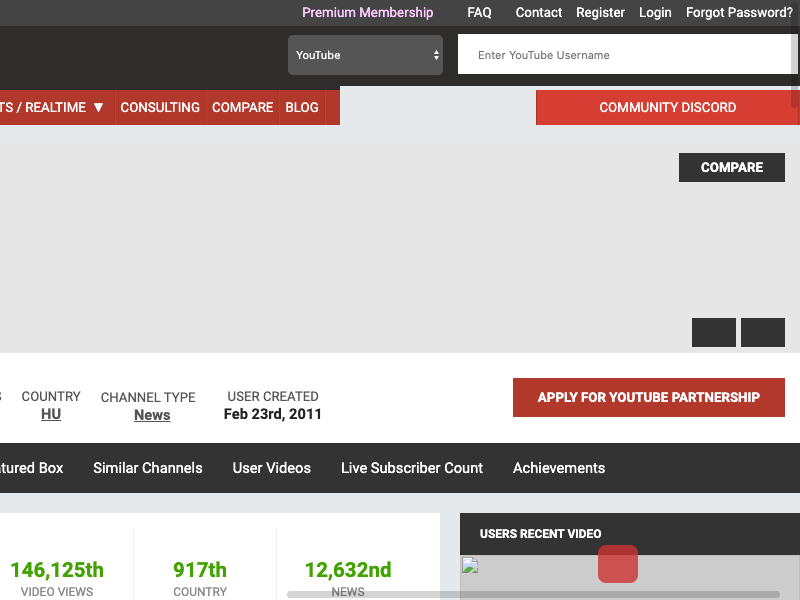 Premium Membership FAQ Contact Register Login Forgot Password?
YouTube Enter YouTube Username
TS / REALTIME ▼ CONSULTING COMPARE BLOG COMMUNITY DISCORD
COMPARE
COUNTRY CHANNEL TYPE USER CREATED
HU News Feb 23rd, 2011
APPLY FOR YOUTUBE PARTNERSHIP
tured Box Similar Channels User Videos Live Subscriber Count Achievements
USERS RECENT VIDEO
146,125th 917th 12,632nd
VIDEO VIEWS COUNTRY NEWS